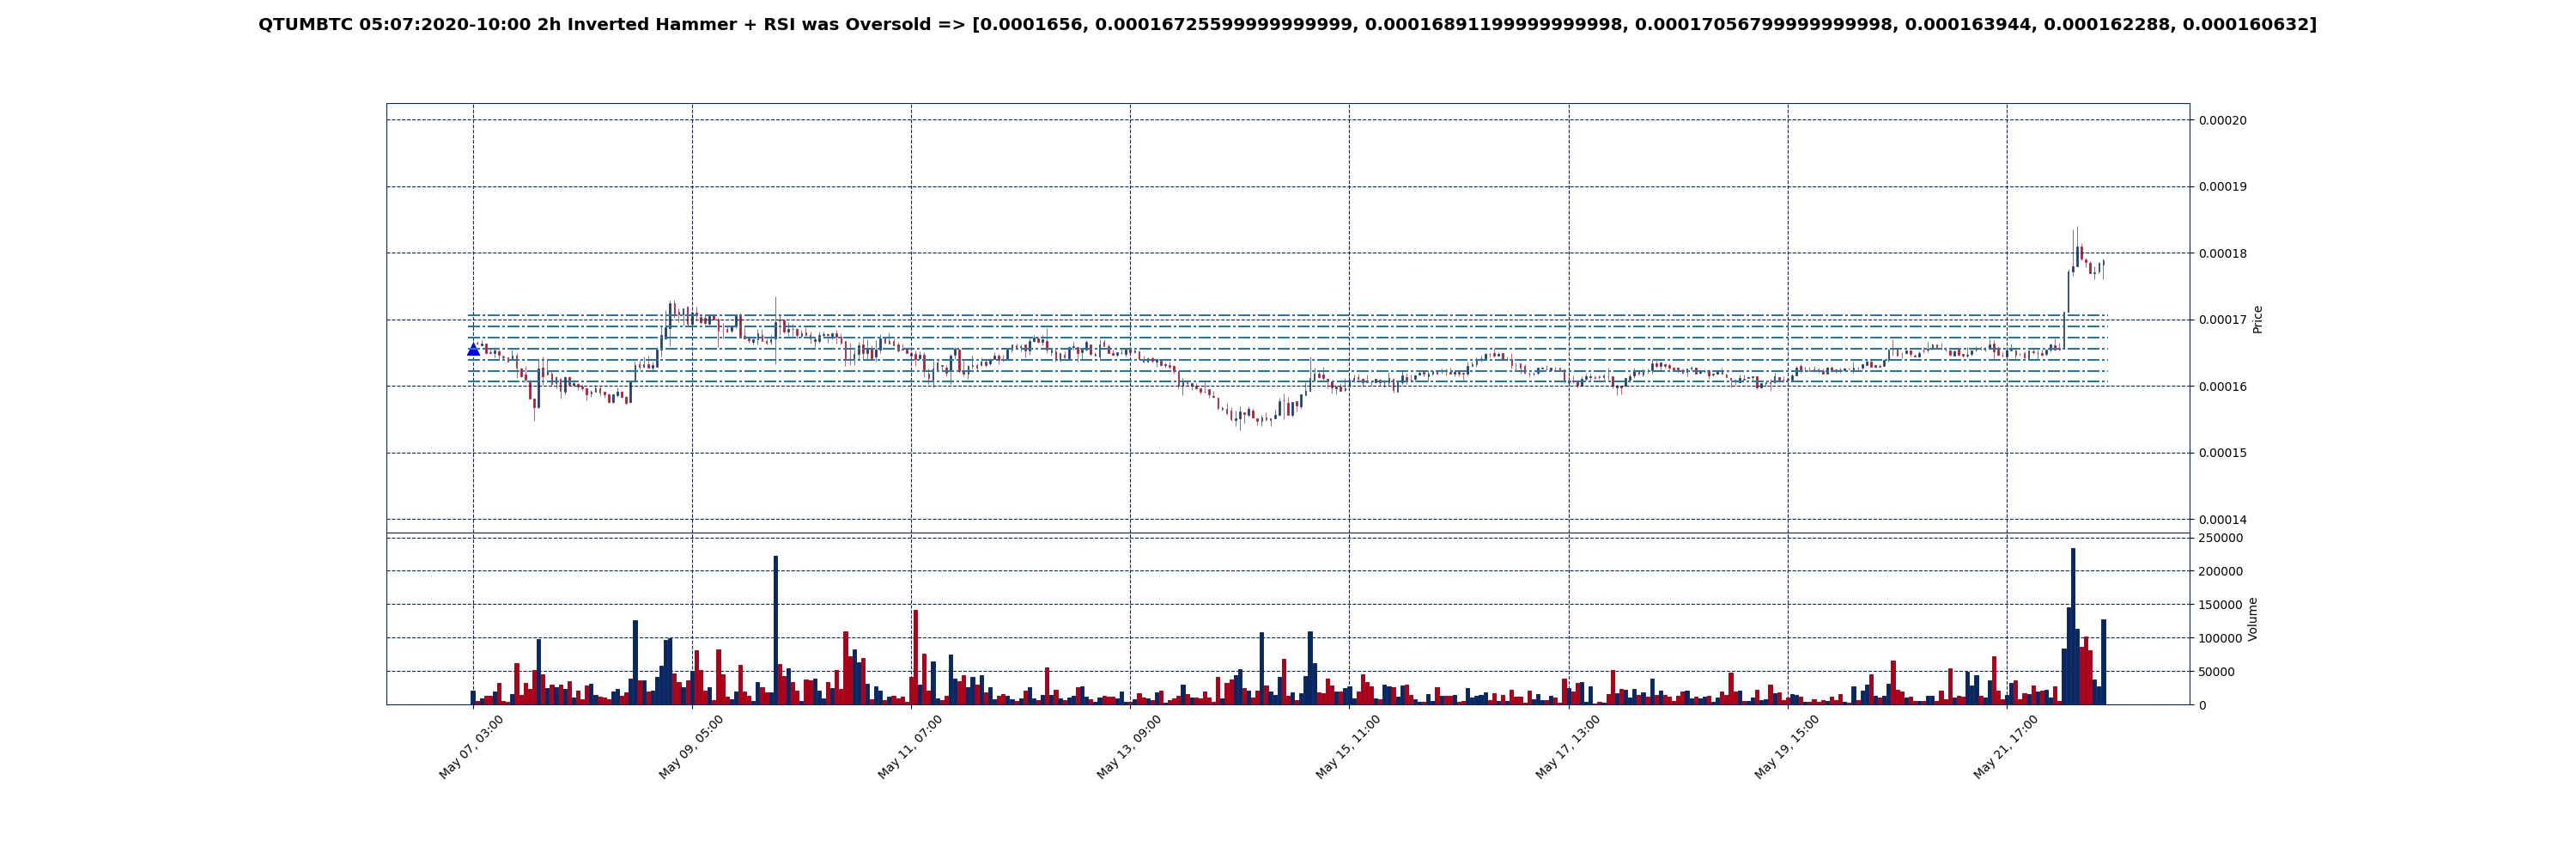 QTUMBTC 05:07:2020-10:00 2h Inverted Hammer + RSI was Oversold => [0.0001656, 0.00016725599999999999, 0.00016891199999999998, 0.00017056799999999998, 0.000163944, 0.000162288, 0.000160632]
0.00020
0.00019
0.00018
0.00017
0.00016
0.00015
0.00014
Price
250000
200000
150000
100000
50000
0
Volume
May 07, 03:00
May 09, 05:00
May 11, 07:00
May 13, 09:00
May 15, 11:00
May 17, 13:00
May 19, 15:00
May 21, 17:00